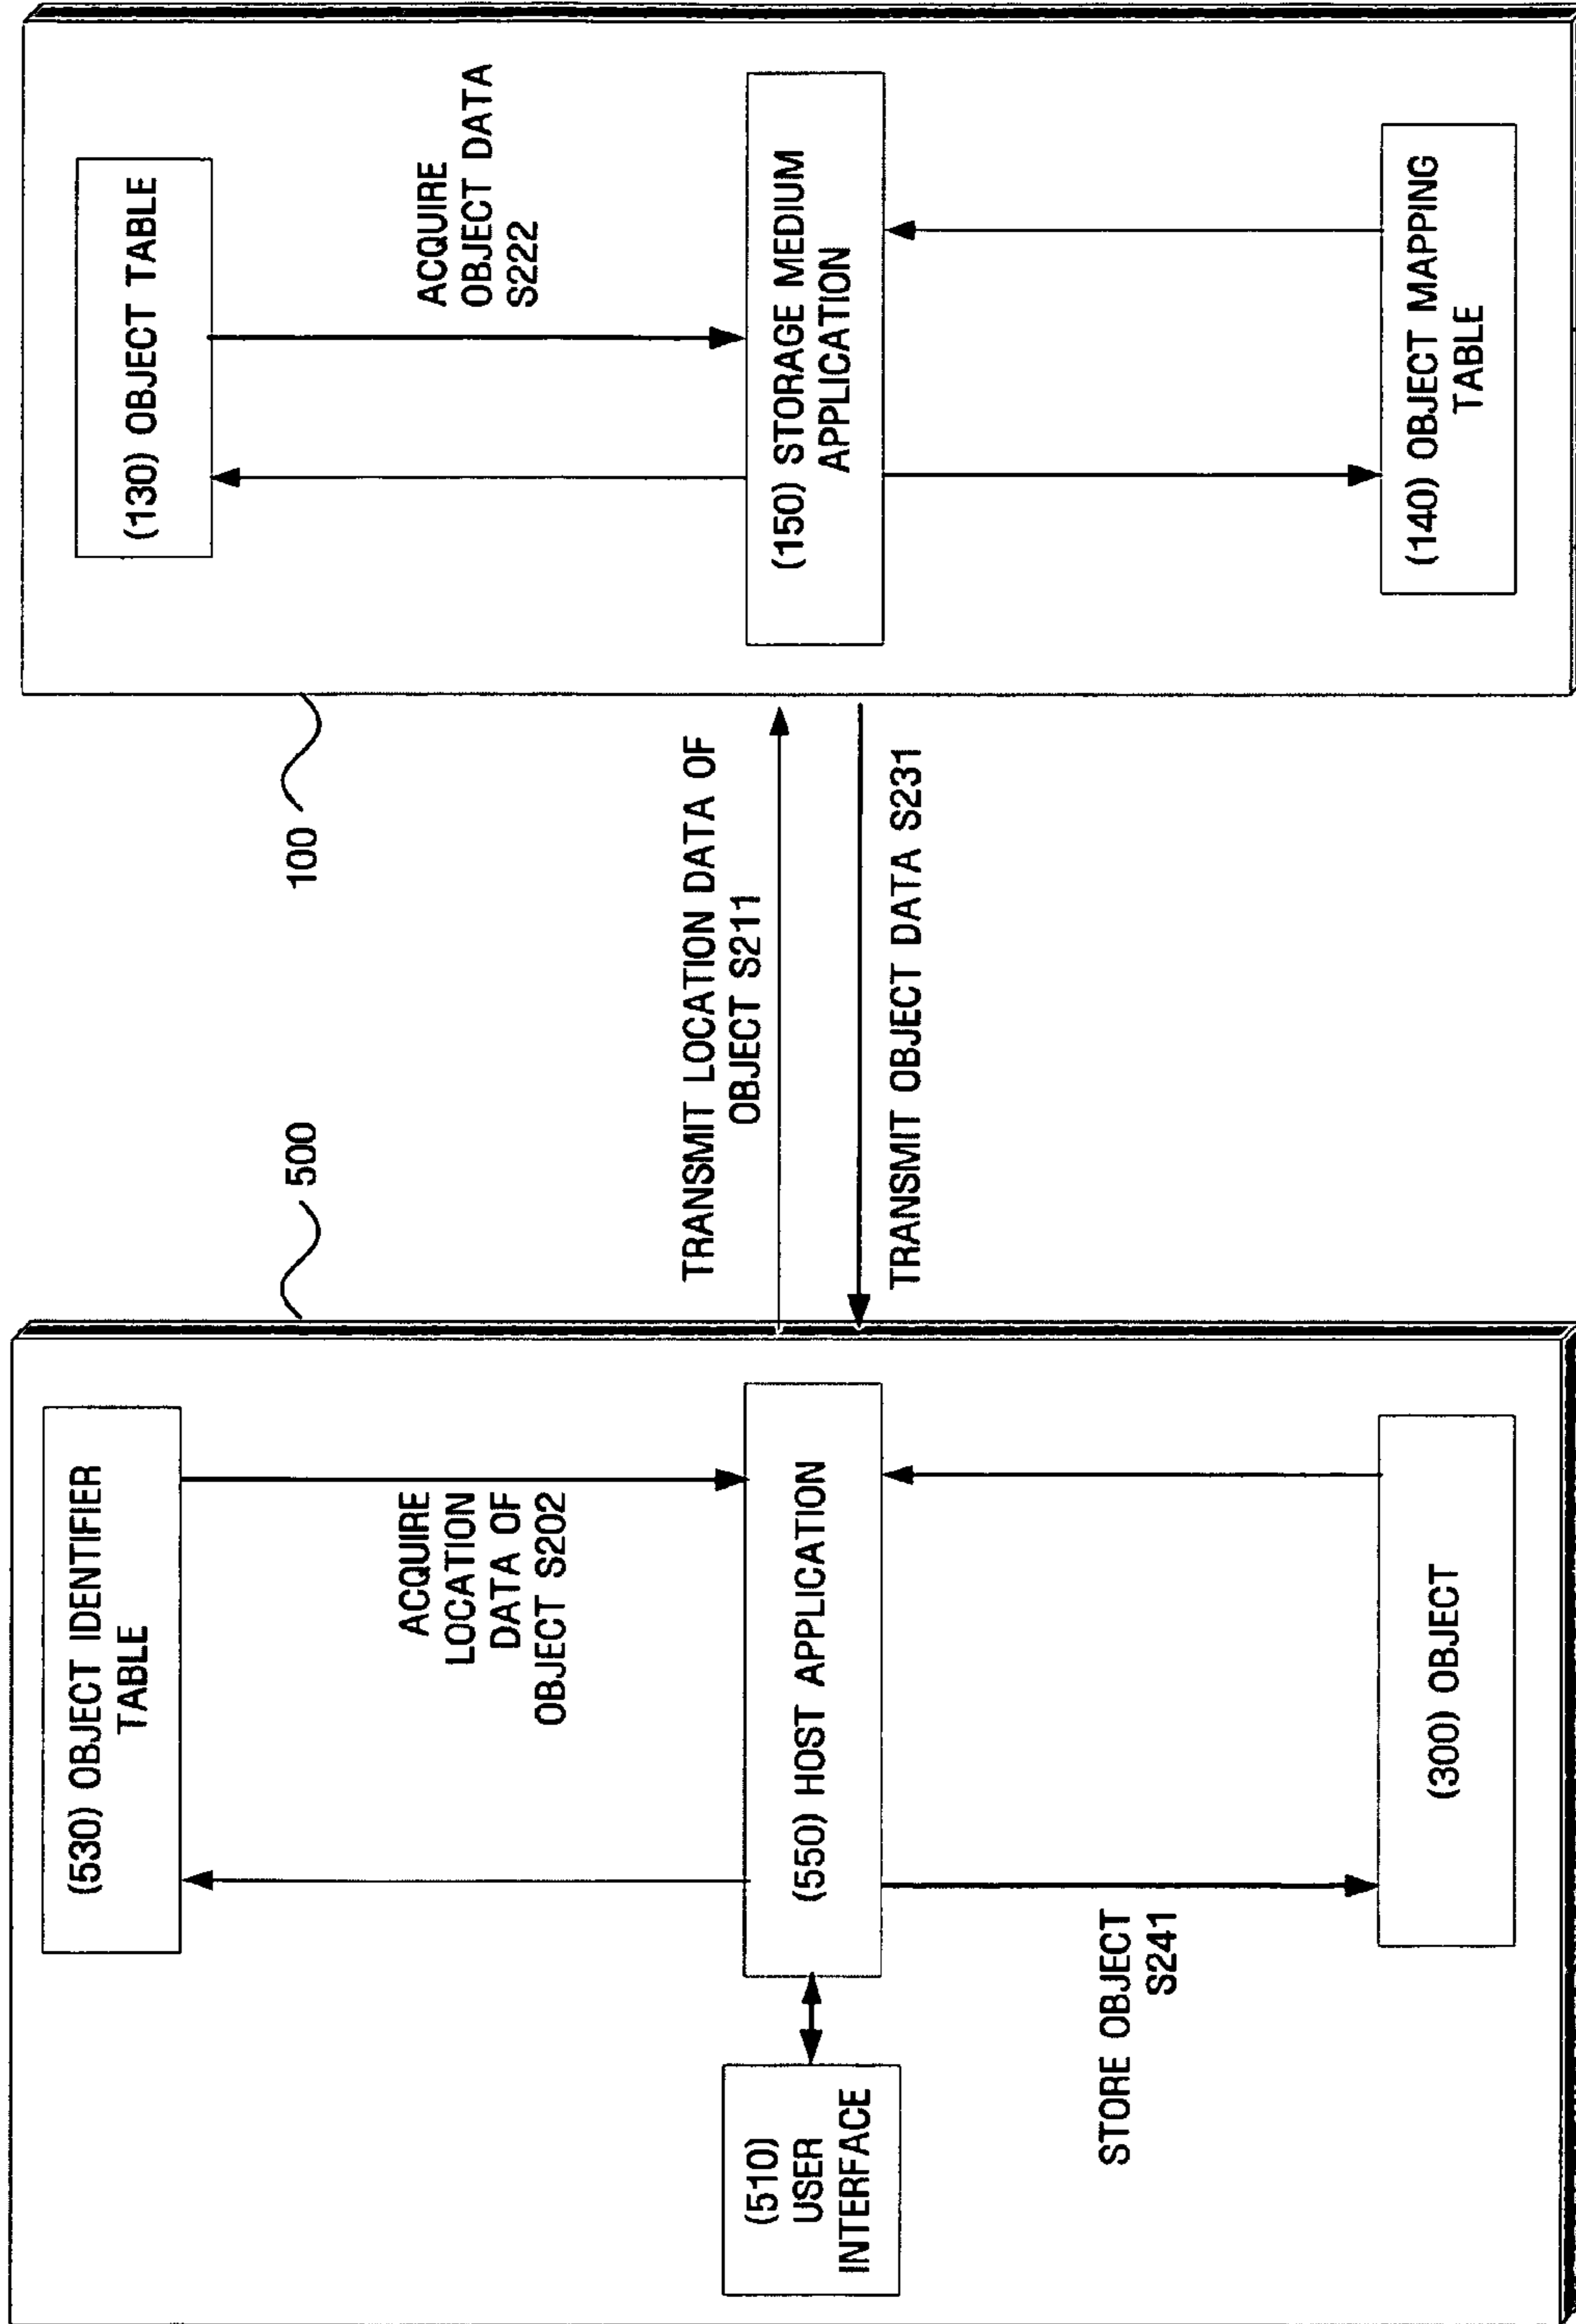 (530) OBJECT IDENTIFIER
TABLE
ACQUIRE
LOCATION
DATA OF
OBJECT S202
(510)
USER
INTERFACE
(550) HOST APPLICATION
STORE OBJECT
S241
(300) OBJECT
500
TRANSMIT LOCATION DATA OF
OBJECT S211
TRANSMIT OBJECT DATA S231
100
(130) OBJECT TABLE
ACQUIRE
OBJECT DATA
S222
(150) STORAGE MEDIUM
APPLICATION
(140) OBJECT MAPPING
TABLE